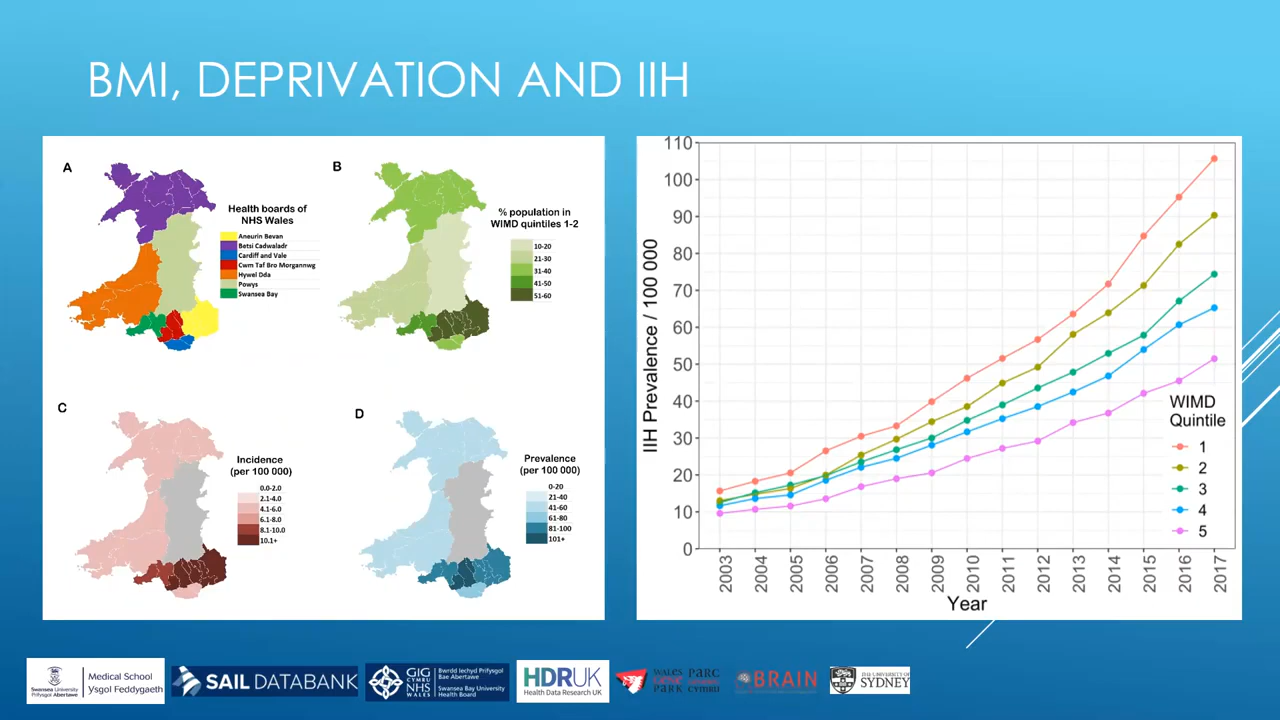 BMI, DEPRIVATION AND IIH
A
Health boards of
NHS Wales
Aneurin Bevan
Betsi Cadwaladr
Cardiff and Vale
Cwm Taf Bro Morgannwg
Hywel Dda
Powys
Swansea Bay
B
% population in
WIMD quintiles 1-2
10-20
21-30
31-40
41-50
51-60
C
Incidence
(per 100 000)
0.0-2.0
2.1-4.0
4.1-6.0
6.1-8.0
8.1-10.0
10.1+
D
Prevalence
(per 100 000)
0-20
21-40
41-60
61-80
81-100
101+
IIH Prevalence / 100 000
110
100
90
80
70
60
50
40
30
20
10
0
2003
2004
2005
2006
2007
2008
2009
2010
2011
2012
2013
2014
2015
2016
2017
Year
WIMD
Quintile
1
2
3
4
5
Swansea University
Prifysgol Abertawe
Medical School
Ysgol Feddygaeth
SAIL DATABANK
GIG
CYMRU
NHS
WALES
Bwrdd Iechyd Prifysgol
Bae Abertawe
Swansea Bay University
Health Board
HDRUK
Health Data Research UK
WALES
GENE
PARK
PARC
CYMRU
BRAIN
THE UNIVERSITY OF
SYDNEY